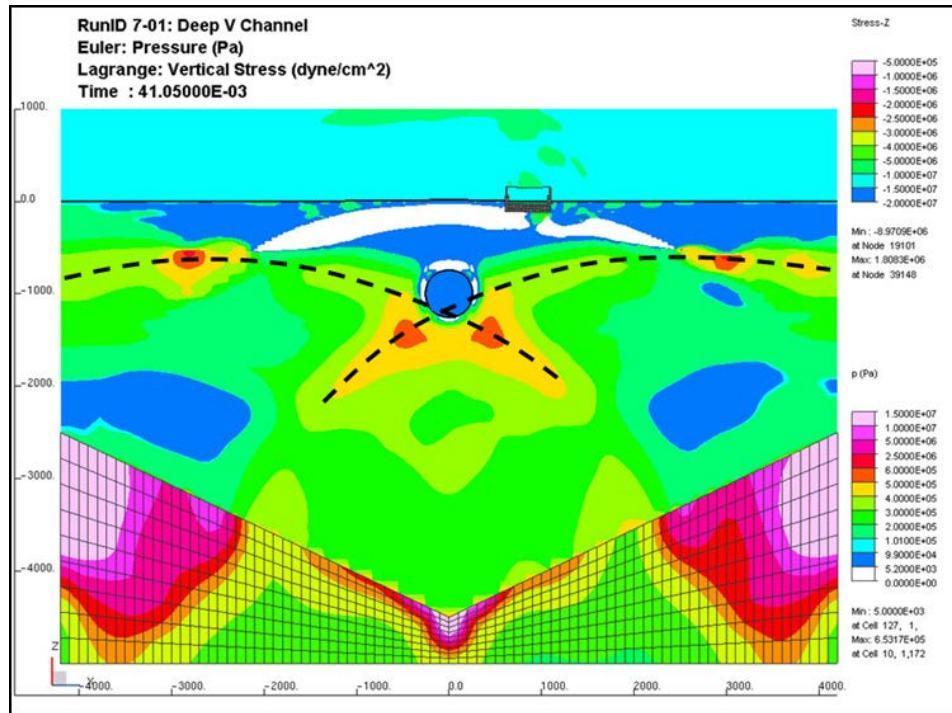 RunID 7-01: Deep V Channel
Euler: Pressure (Pa)
Lagrange: Vertical Stress (dyne/cm^2)
Time : 41.05000E-03
1000.
0.0
-1000.
-2000.
-3000.
-4000.
Z
X
-4000.
-3000.
-2000.
-1000.
0.0
1000.
2000.
3000.
4000.
Stress-Z
-5.0000E+05
-1.0000E+06
-1.5000E+06
-2.0000E+06
-2.5000E+06
-3.0000E+06
-4.0000E+06
-5.0000E+06
-1.0000E+07
-1.5000E+07
-2.0000E+07
Min : -8.9709E+06
at Node 19101
Max: 1.8083E+06
at Node 39148
p (Pa)
1.5000E+07
1.0000E+07
5.0000E+06
2.5000E+06
6.0000E+05
5.0000E+05
4.0000E+05
3.0000E+05
2.0000E+05
1.0100E+05
9.9000E+04
5.2000E+03
0.0000E+00
Min : 5.0000E+03
at Cell 127, 1,
Max: 6.5317E+05
at Cell 10, 1,172